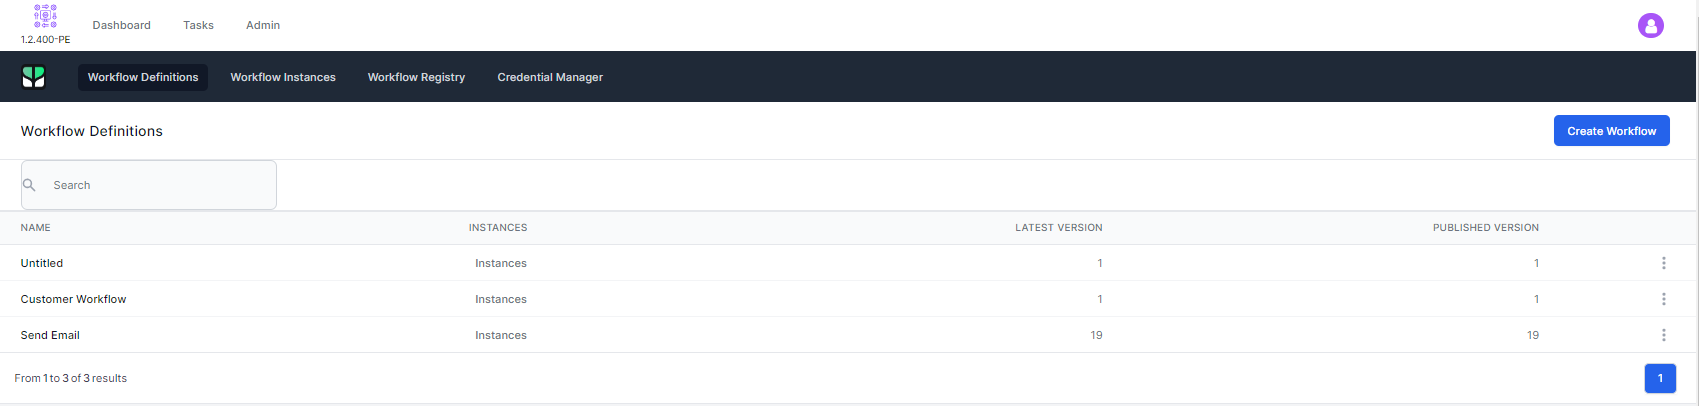 Dashboard Tasks Admin
1.2.400-PE
Workflow Definitions Workflow Instances Workflow Registry Credential Manager
Workflow Definitions Create Workflow
Search
NAME INSTANCES LATEST VERSION PUBLISHED VERSION
Untitled Instances 1 1
Customer Workflow Instances 1 1
Send Email Instances 19 19
From 1 to 3 of 3 results 1